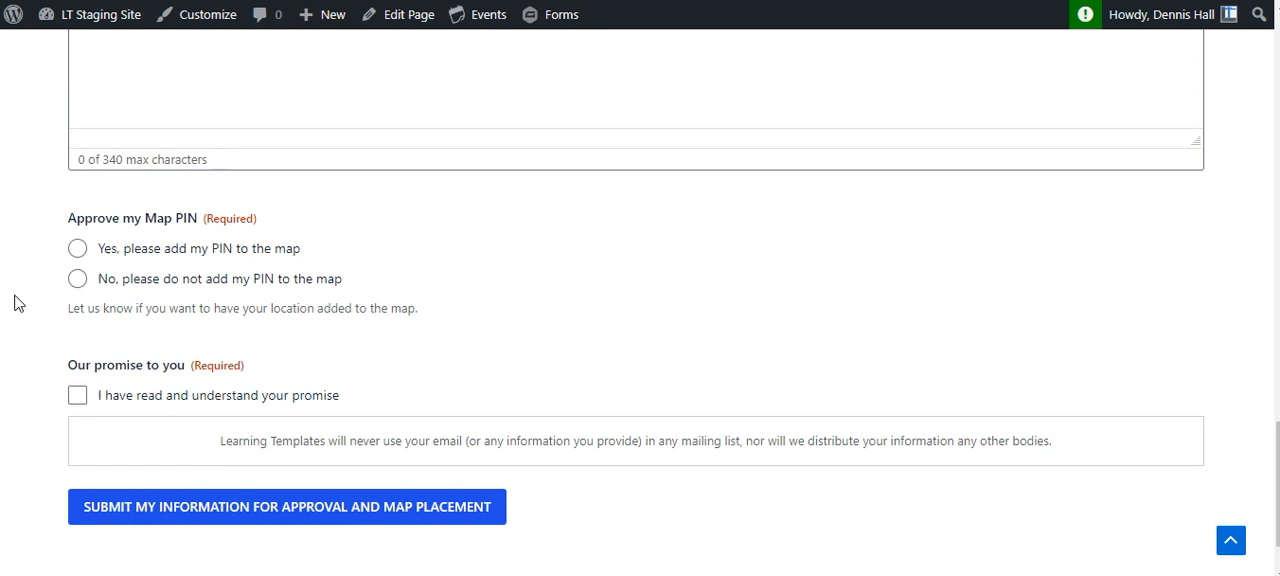 LT Staging Site Customize 0 New Edit Page Events Forms Howdy, Dennis Hall
0 of 340 max characters
Approve my Map PIN (Required)
Yes, please add my PIN to the map
No, please do not add my PIN to the map
Let us know if you want to have your location added to the map.
Our promise to you (Required)
I have read and understand your promise
Learning Templates will never use your email (or any information you provide) in any mailing list, nor will we distribute your information any other bodies.
SUBMIT MY INFORMATION FOR APPROVAL AND MAP PLACEMENT